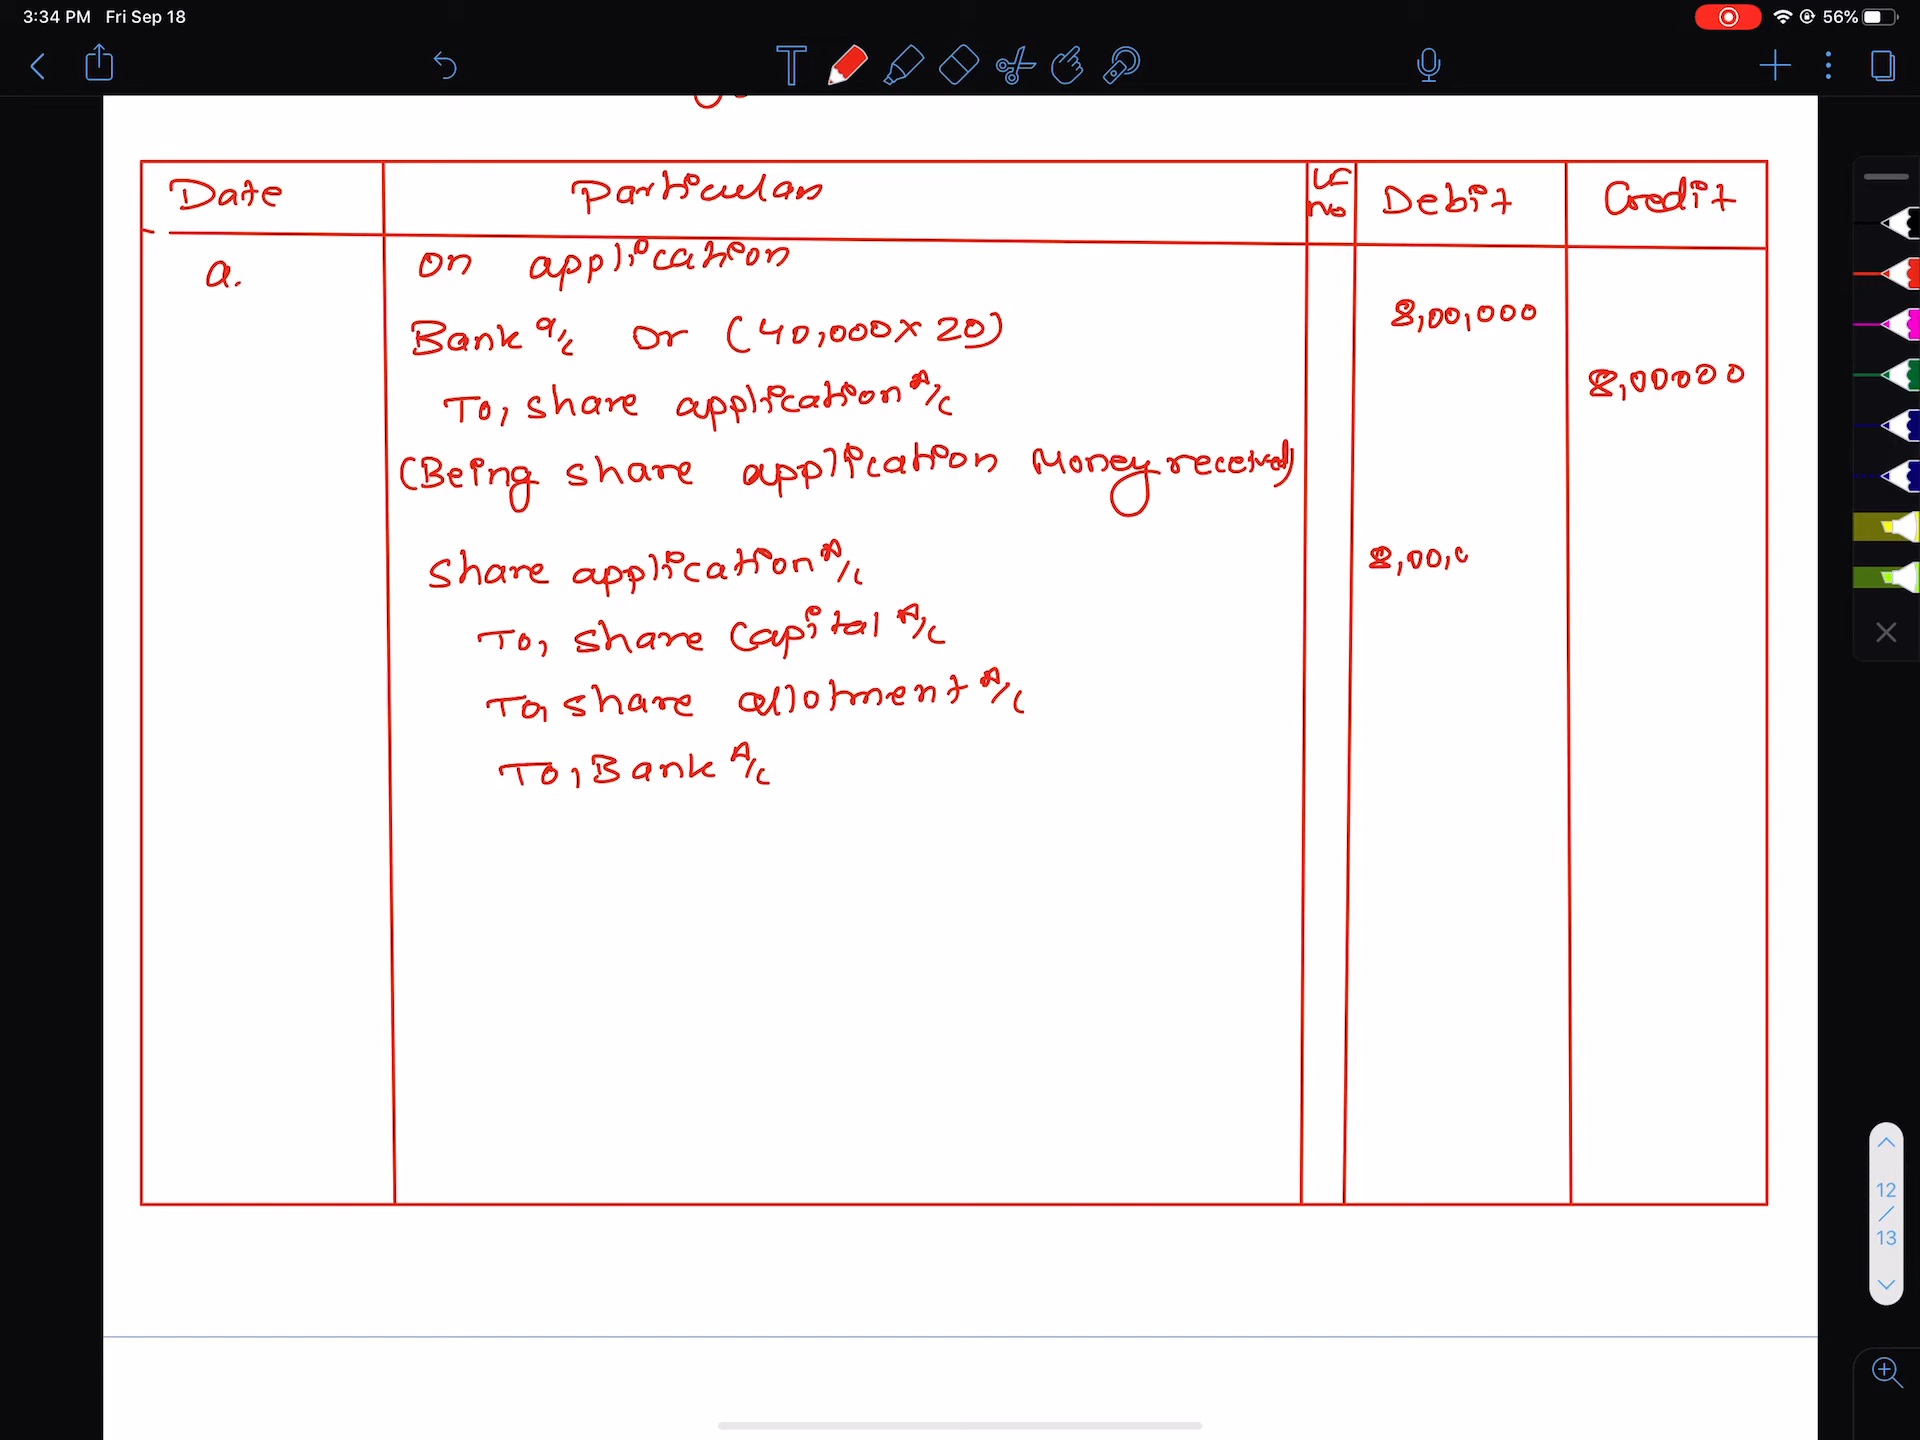 3:34 PM Fri Sep 18 56%
Date Particulars LF no Debit Credit
a. on application
Bank a/c Dr (40,000 × 20) 8,00,000
To, share application A/c 8,00000
(Being share application Money received)
share application A/c 8,00,0
To, share Capital A/c
To, share allotment A/c
To, Bank A/c
12
/
13